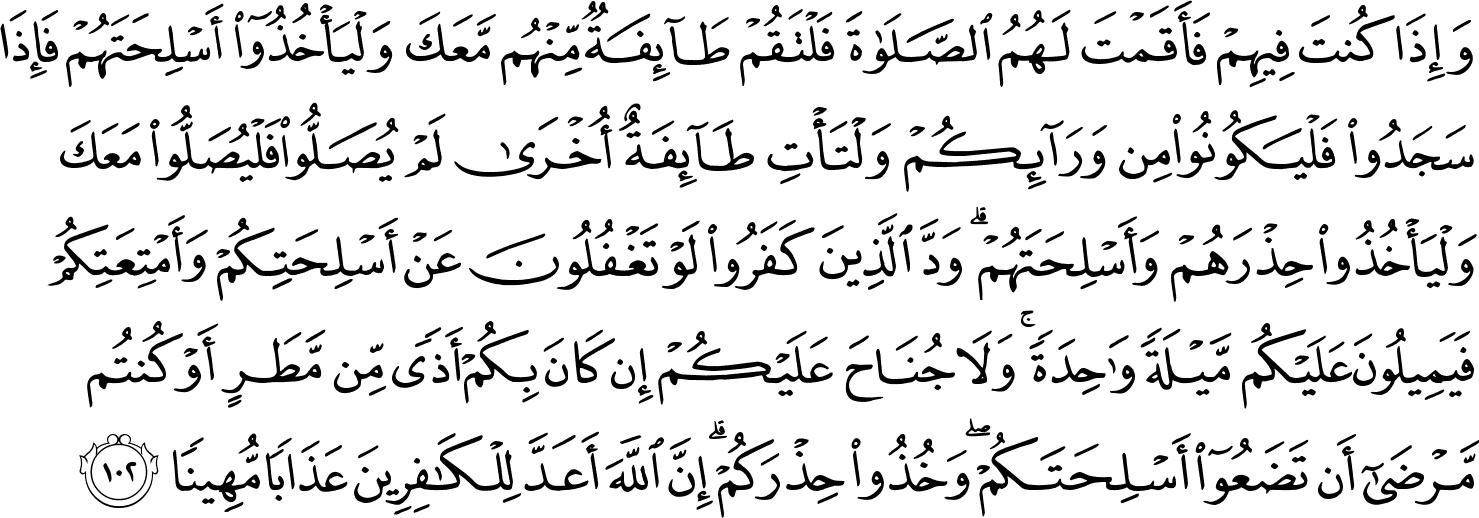 وَإِذَا كُنتَ فِيهِمۡ فَأَقَمۡتَ لَهُمُ ٱلصَّلَوٰةَ فَلۡتَقُمۡ طَآئِفَةٞ مِّنۡهُم مَّعَكَ وَلۡيَأۡخُذُوٓاْ أَسۡلِحَتَهُمۡ فَإِذَا
سَجَدُواْ فَلۡيَكُونُواْ مِن وَرَآئِكُمۡ وَلۡتَأۡتِ طَآئِفَةٌ أُخۡرَىٰ لَمۡ يُصَلُّواْ فَلۡيُصَلُّواْ مَعَكَ
وَلۡيَأۡخُذُواْ حِذۡرَهُمۡ وَأَسۡلِحَتَهُمۡۗ وَدَّ ٱلَّذِينَ كَفَرُواْ لَوۡ تَغۡفُلُونَ عَنۡ أَسۡلِحَتِكُمۡ وَأَمۡتِعَتِكُمۡ
فَيَمِيلُونَ عَلَيۡكُم مَّيۡلَةٗ وَٰحِدَةٗۚ وَلَا جُنَاحَ عَلَيۡكُمۡ إِن كَانَ بِكُمۡ أَذٗى مِّن مَّطَرٍ أَوۡ كُنتُم
مَّرۡضَىٰٓ أَن تَضَعُوٓاْ أَسۡلِحَتَكُمۡۖ وَخُذُواْ حِذۡرَكُمۡۗ إِنَّ ٱللَّهَ أَعَدَّ لِلۡكَٰفِرِينَ عَذَابٗا مُّهِينٗا ١٠٢